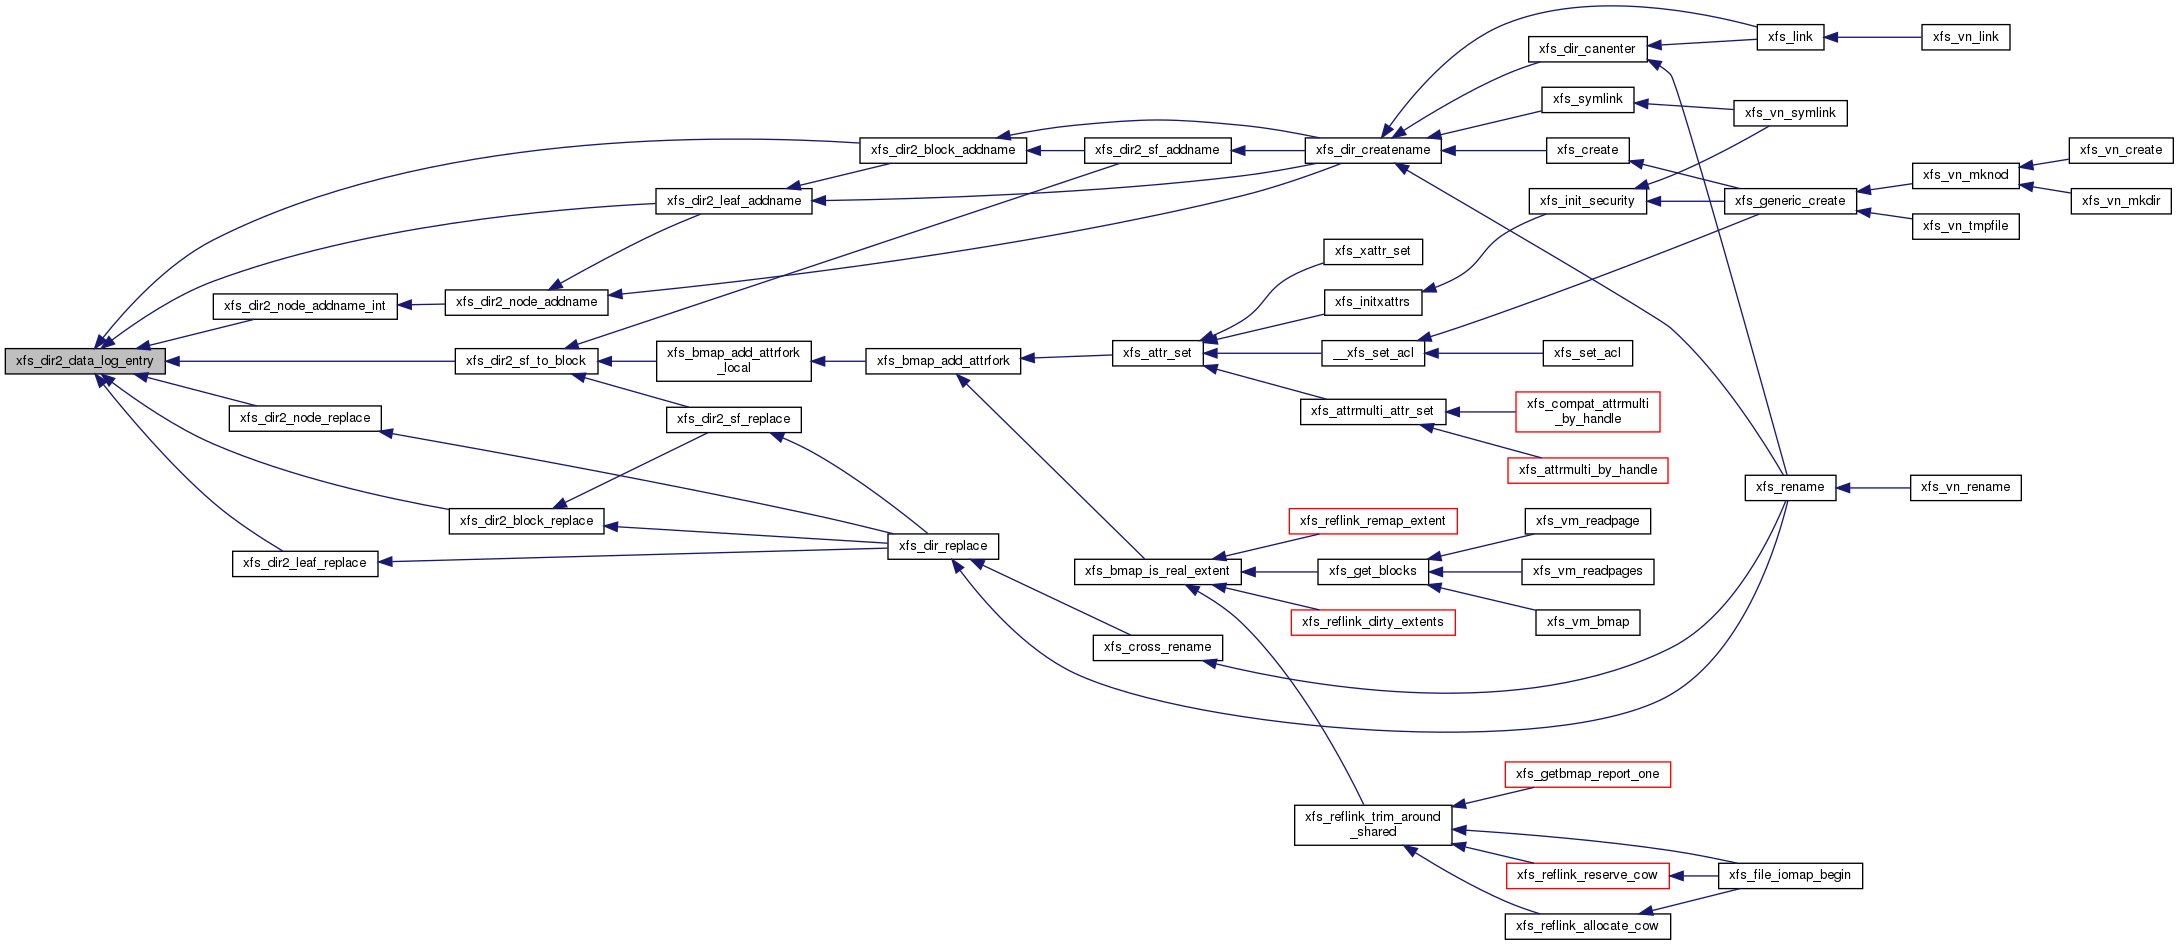 xfs_dir2_data_log_entry
xfs_dir2_block_addname
xfs_dir2_leaf_addname
xfs_dir2_node_addname_int
xfs_dir2_node_addname
xfs_dir2_sf_to_block
xfs_dir2_node_replace
xfs_dir2_block_replace
xfs_dir2_leaf_replace
xfs_bmap_add_attrfork
_local
xfs_dir2_sf_replace
xfs_bmap_add_attrfork
xfs_dir_replace
xfs_dir2_sf_addname
xfs_attr_set
xfs_bmap_is_real_extent
xfs_cross_rename
xfs_dir_createname
xfs_xattr_set
xfs_initxattrs
__xfs_set_acl
xfs_attrmulti_attr_set
xfs_reflink_remap_extent
xfs_get_blocks
xfs_reflink_dirty_extents
xfs_reflink_trim_around
_shared
xfs_dir_canenter
xfs_symlink
xfs_create
xfs_init_security
xfs_set_acl
xfs_compat_attrmulti
_by_handle
xfs_attrmulti_by_handle
xfs_vm_readpage
xfs_vm_readpages
xfs_vm_bmap
xfs_getbmap_report_one
xfs_reflink_reserve_cow
xfs_reflink_allocate_cow
xfs_link
xfs_vn_symlink
xfs_generic_create
xfs_rename
xfs_file_iomap_begin
xfs_vn_link
xfs_vn_mknod
xfs_vn_tmpfile
xfs_vn_rename
xfs_vn_create
xfs_vn_mkdir